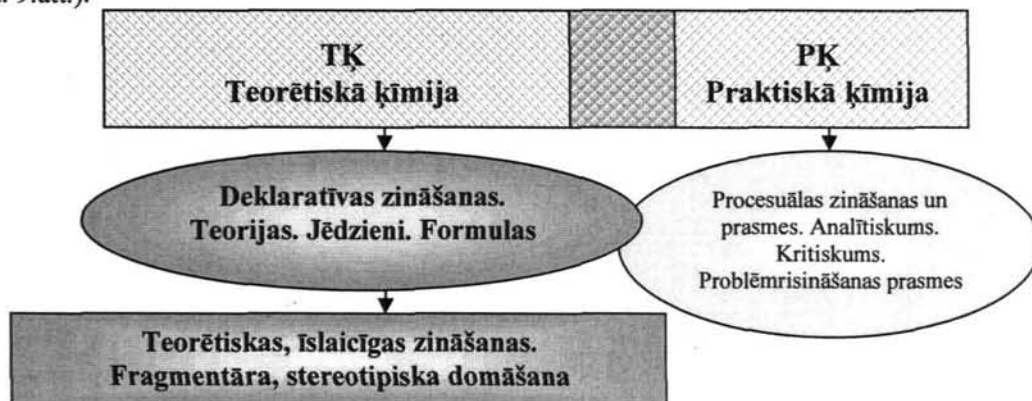 TĶ
Teorētiskā ķīmija
PĶ
Praktiskā ķīmija
Deklaratīvas zināšanas.
Teorijas. Jēdzieni. Formulas
Procesuālas zināšanas un
prasmes. Analītiskums.
Kritiskums.
Problēmrisināšanas prasmes
Teorētiskas, īslaicīgas zināšanas.
Fragmentāra, stereotipiska domāšana